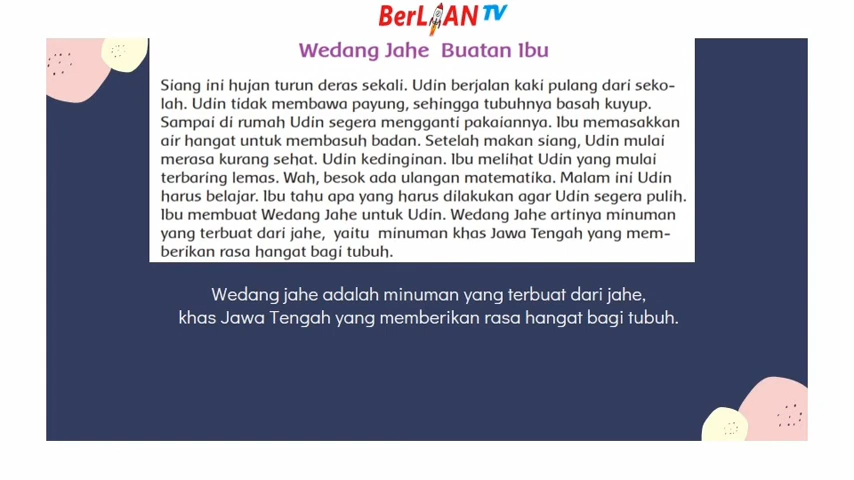 BerLIAN TV
Wedang Jahe Buatan Ibu
Siang ini hujan turun deras sekali. Udin berjalan kaki pulang dari seko-
lah. Udin tidak membawa payung, sehingga tubuhnya basah kuyup.
Sampai di rumah Udin segera mengganti pakaiannya. Ibu memasakkan
air hangat untuk membasuh badan. Setelah makan siang, Udin mulai
merasa kurang sehat. Udin kedinginan. Ibu melihat Udin yang mulai
terbaring lemas. Wah, besok ada ulangan matematika. Malam ini Udin
harus belajar. Ibu tahu apa yang harus dilakukan agar Udin segera pulih.
Ibu membuat Wedang Jahe untuk Udin. Wedang Jahe artinya minuman
yang terbuat dari jahe, yaitu minuman khas Jawa Tengah yang mem-
berikan rasa hangat bagi tubuh.
Wedang jahe adalah minuman yang terbuat dari jahe,
khas Jawa Tengah yang memberikan rasa hangat bagi tubuh.